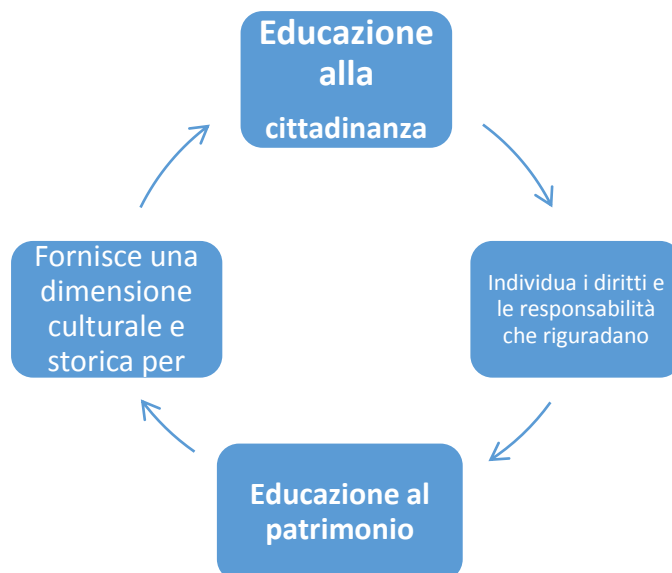 Educazione
alla
cittadinanza
Individua i diritti e
le responsabilità
che riguradano
Educazione al
patrimonio
Fornisce una
dimensione
culturale e
storica per